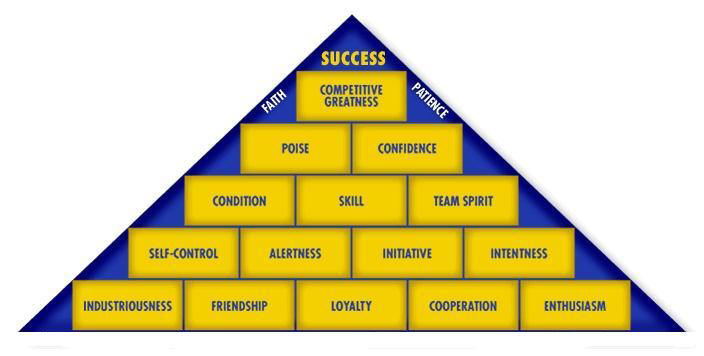 SUCCESS
FAITH
COMPETITIVE
GREATNESS
PATIENCE
POISE
CONFIDENCE
CONDITION
SKILL
TEAM SPIRIT
SELF-CONTROL
ALERTNESS
INITIATIVE
INTENTNESS
INDUSTRIOUSNESS
FRIENDSHIP
LOYALTY
COOPERATION
ENTHUSIASM